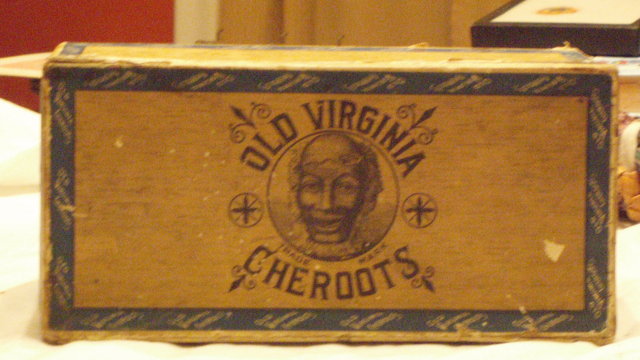 OLD VIRGINIA
TRADE MARK
CHEROOTS